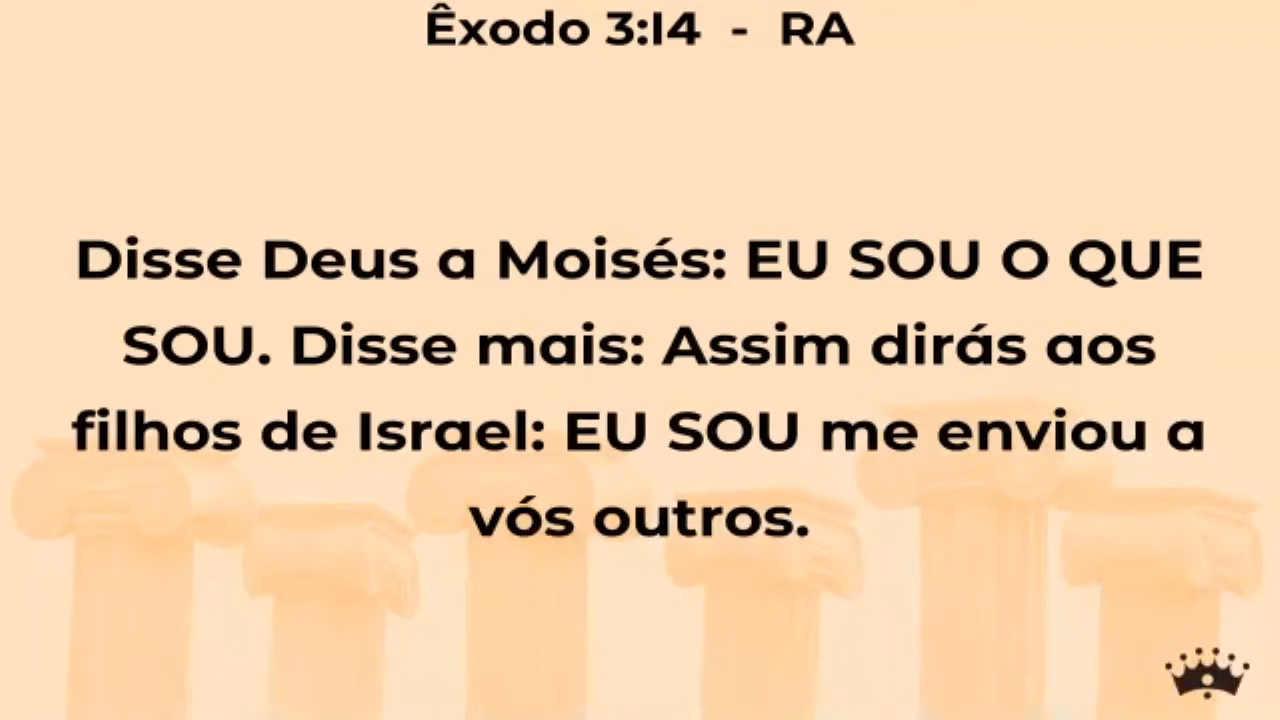 Êxodo 3:14 - RA
Disse Deus a Moisés: EU SOU O QUE
SOU. Disse mais: Assim dirás aos
filhos de Israel: EU SOU me enviou a
vós outros.